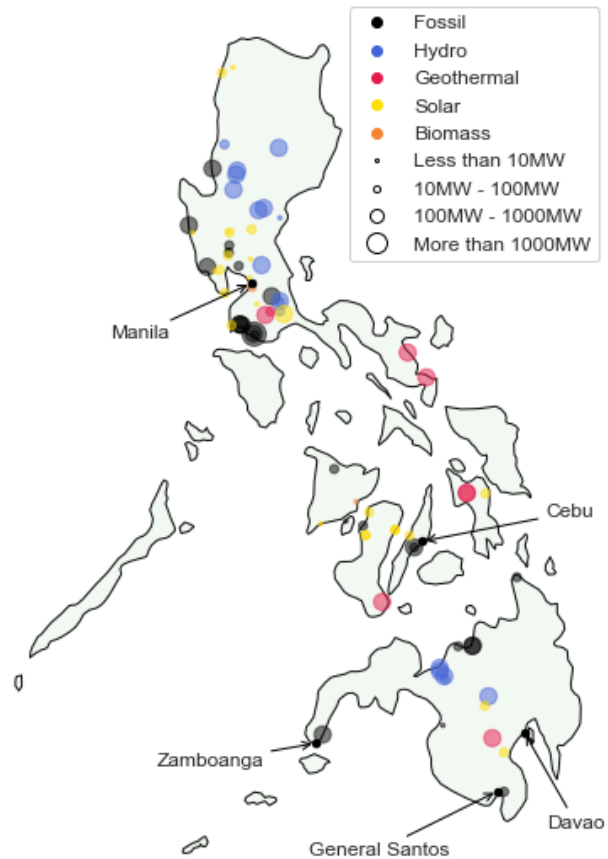 Fossil
Hydro
Geothermal
Solar
Biomass
Less than 10MW
10MW - 100MW
100MW - 1000MW
More than 1000MW
Manila
Cebu
Zamboanga
Davao
General Santos